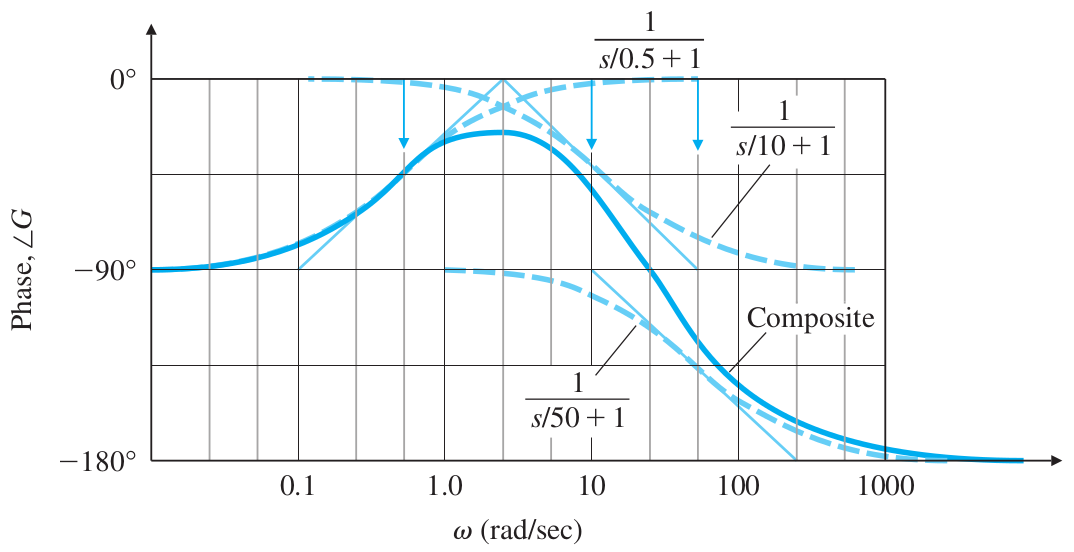 1
s/0.5 + 1
0°
1
s/10 + 1
Phase, ∠G
−90°
Composite
1
s/50 + 1
−180°
0.1 1.0 10 100 1000
ω (rad/sec)